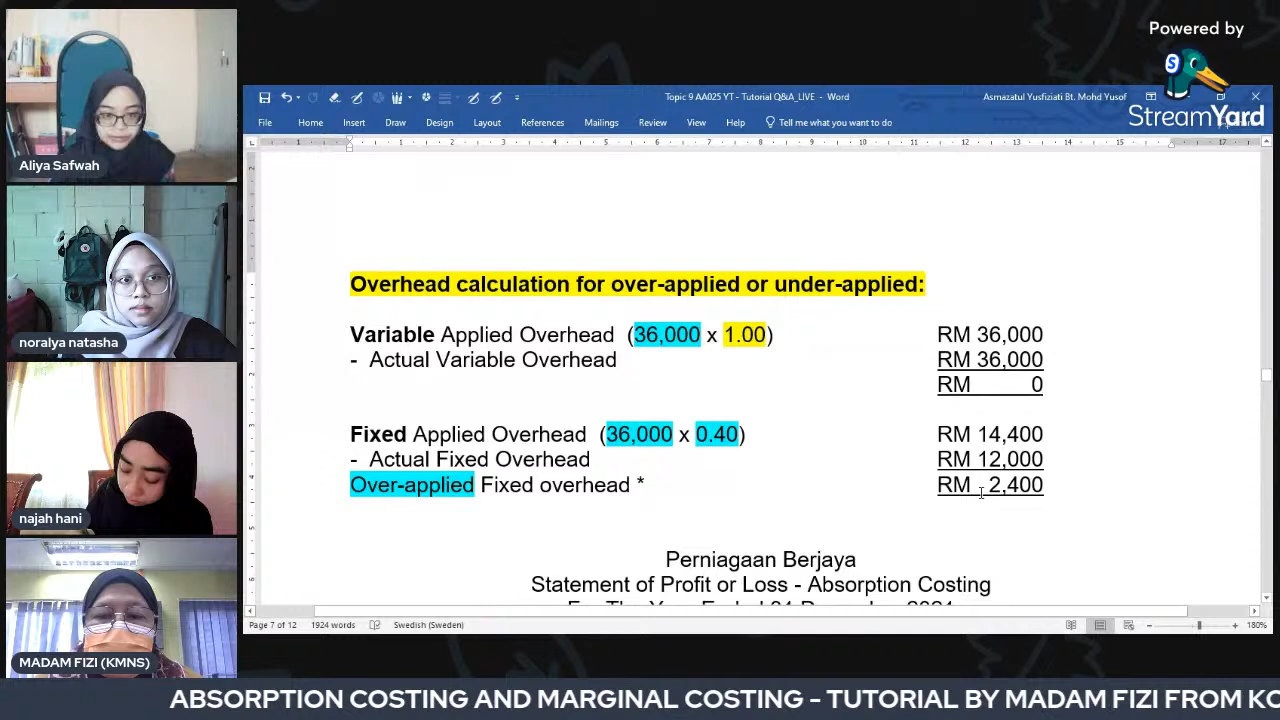 Powered by
StreamYard
Aliya Safwah
noralya natasha
najah hani
MADAM FIZI (KMNS)
Topic 9 AA025 YT - Tutorial Q&A_LIVE - Word
Asmazatul Yusfiziati Bt. Mohd Yusof
File Home Insert Draw Design Layout References Mailings Review View Help Tell me what you want to do
Overhead calculation for over-applied or under-applied:
Variable Applied Overhead (36,000 x 1.00) RM 36,000
- Actual Variable Overhead RM 36,000
RM 0
Fixed Applied Overhead (36,000 x 0.40) RM 14,400
- Actual Fixed Overhead RM 12,000
Over-applied Fixed overhead * RM 2,400
Perniagaan Berjaya
Statement of Profit or Loss - Absorption Costing
Page 7 of 12 1924 words Swedish (Sweden) 180%
ABSORPTION COSTING AND MARGINAL COSTING - TUTORIAL BY MADAM FIZI FROM KO